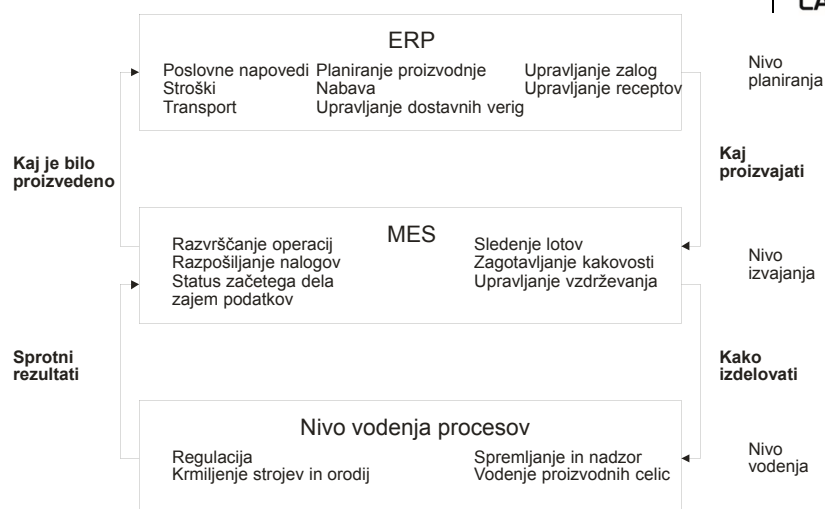 ERP
Poslovne napovedi Planiranje proizvodnje Upravljanje zalog
Stroški Nabava Upravljanje receptov
Transport Upravljanje dostavnih verig
Nivo
planiranja
Kaj je bilo
proizvedeno
Kaj
proizvajati
MES
Razvrščanje operacij
Razpošiljanje nalogov
Status začetega dela
zajem podatkov
Sledenje lotov
Zagotavljanje kakovosti
Upravljanje vzdrževanja
Nivo
izvajanja
Sprotni
rezultati
Kako
izdelovati
Nivo vodenja procesov
Regulacija
Krmiljenje strojev in orodij
Spremljanje in nadzor
Vodenje proizvodnih celic
Nivo
vodenja